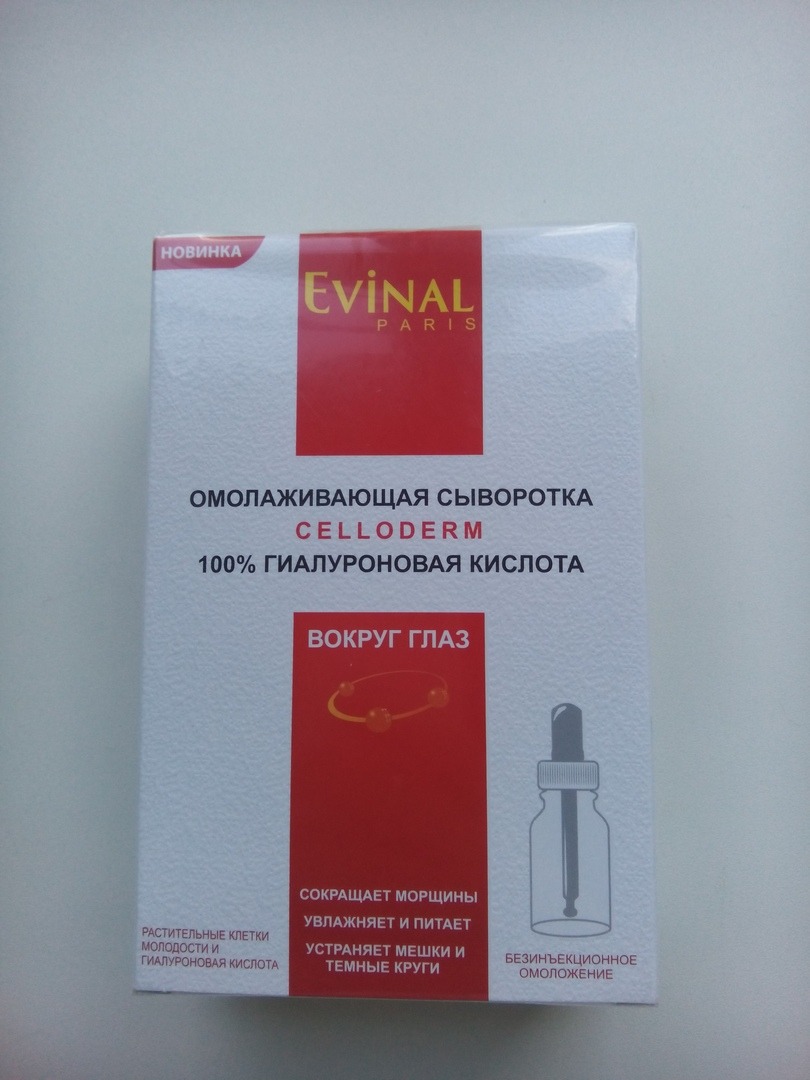 НОВИНКА
EviNAL
PARIS
ОМОЛАЖИВАЮЩАЯ СЫВОРОТКА
CELLODERM
100% ГИАЛУРОНОВАЯ КИСЛОТА
ВОКРУГ ГЛАЗ
СОКРАЩАЕТ МОРЩИНЫ
УВЛАЖНЯЕТ И ПИТАЕТ
УСТРАНЯЕТ МЕШКИ И
ТЕМНЫЕ КРУГИ
РАСТИТЕЛЬНЫЕ КЛЕТКИ
МОЛОДОСТИ И
ГИАЛУРОНОВАЯ КИСЛОТА
БЕЗИНЪЕКЦИОННОЕ
ОМОЛОЖЕНИЕ